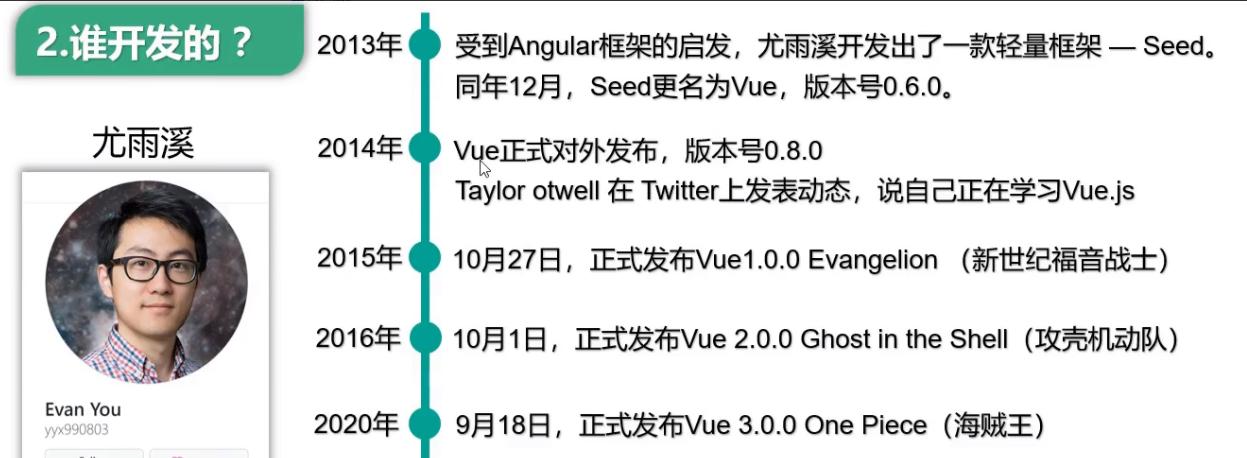 2.谁开发的？
尤雨溪
Evan You
yyx990803
2013年
受到Angular框架的启发，尤雨溪开发出了一款轻量框架 — Seed。
同年12月，Seed更名为Vue，版本号0.6.0。
2014年
Vue正式对外发布，版本号0.8.0
Taylor otwell 在 Twitter上发表动态，说自己正在学习Vue.js
2015年
10月27日，正式发布Vue1.0.0 Evangelion （新世纪福音战士）
2016年
10月1日，正式发布Vue 2.0.0 Ghost in the Shell（攻壳机动队）
2020年
9月18日，正式发布Vue 3.0.0 One Piece（海贼王）